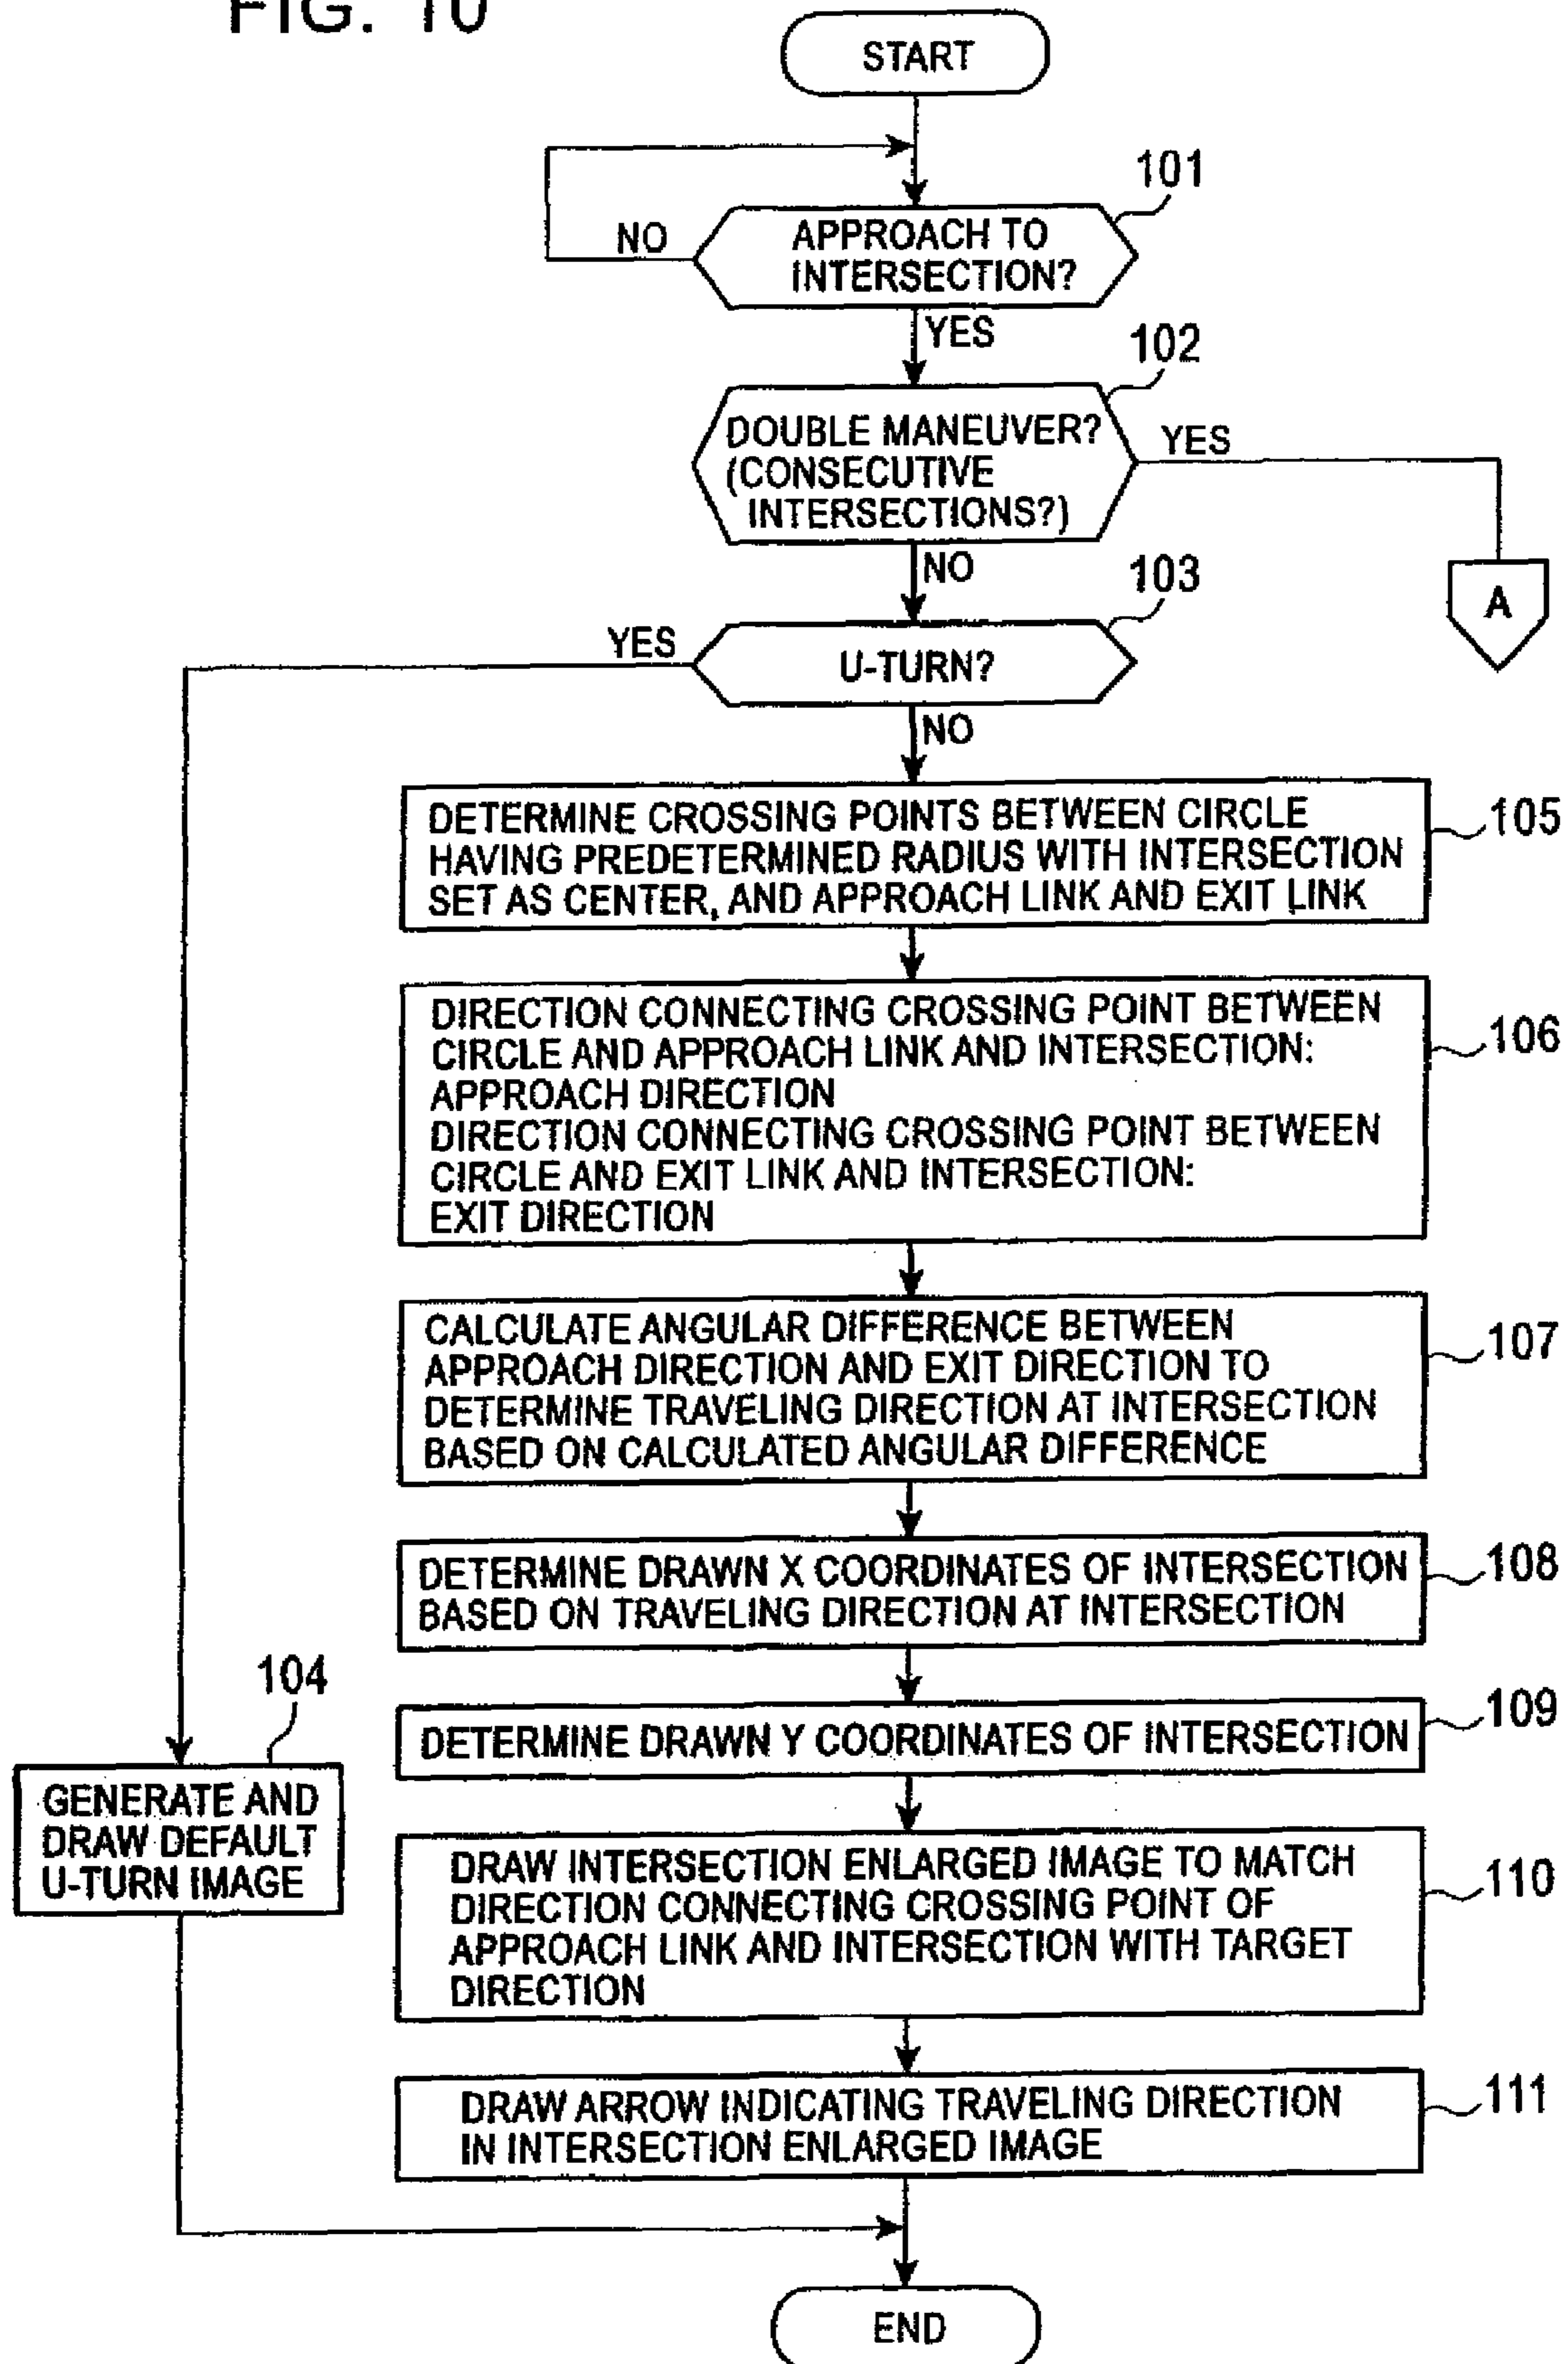 FIG. 10
START
101
APPROACH TO
INTERSECTION?
NO
YES
102
DOUBLE MANEUVER?
(CONSECUTIVE
INTERSECTIONS?)
YES
NO
A
103
U-TURN?
YES
NO
DETERMINE CROSSING POINTS BETWEEN CIRCLE
HAVING PREDETERMINED RADIUS WITH INTERSECTION
SET AS CENTER, AND APPROACH LINK AND EXIT LINK
105
DIRECTION CONNECTING CROSSING POINT BETWEEN
CIRCLE AND APPROACH LINK AND INTERSECTION:
APPROACH DIRECTION
DIRECTION CONNECTING CROSSING POINT BETWEEN
CIRCLE AND EXIT LINK AND INTERSECTION:
EXIT DIRECTION
106
CALCULATE ANGULAR DIFFERENCE BETWEEN
APPROACH DIRECTION AND EXIT DIRECTION TO
DETERMINE TRAVELING DIRECTION AT INTERSECTION
BASED ON CALCULATED ANGULAR DIFFERENCE
107
DETERMINE DRAWN X COORDINATES OF INTERSECTION
BASED ON TRAVELING DIRECTION AT INTERSECTION
108
104
GENERATE AND
DRAW DEFAULT
U-TURN IMAGE
DETERMINE DRAWN Y COORDINATES OF INTERSECTION
109
DRAW INTERSECTION ENLARGED IMAGE TO MATCH
DIRECTION CONNECTING CROSSING POINT OF
APPROACH LINK AND INTERSECTION WITH TARGET
DIRECTION
110
DRAW ARROW INDICATING TRAVELING DIRECTION
IN INTERSECTION ENLARGED IMAGE
111
END